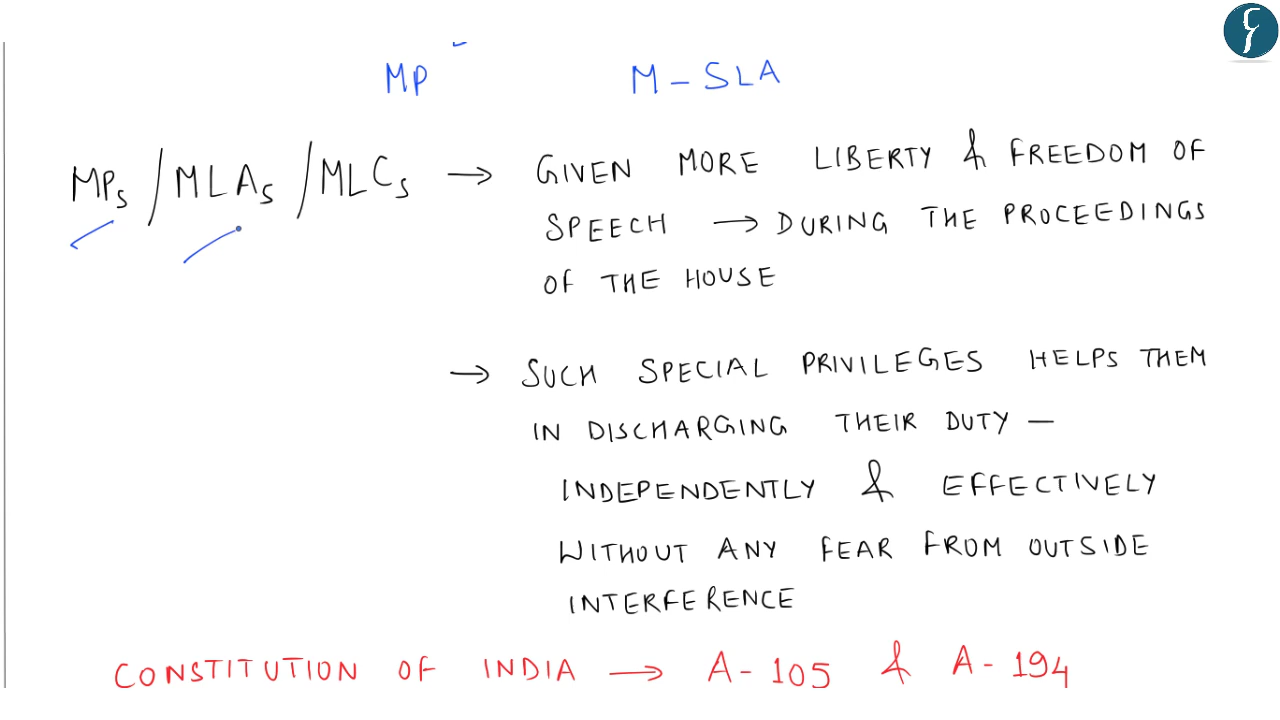 MP M-SLA
MPs / MLAs / MLCs → GIVEN MORE LIBERTY & FREEDOM OF
SPEECH → DURING THE PROCEEDINGS
OF THE HOUSE
→ SUCH SPECIAL PRIVILEGES HELPS THEM
IN DISCHARGING THEIR DUTY —
INDEPENDENTLY & EFFECTIVELY
WITHOUT ANY FEAR FROM OUTSIDE
INTERFERENCE
CONSTITUTION OF INDIA → A-105 & A-194